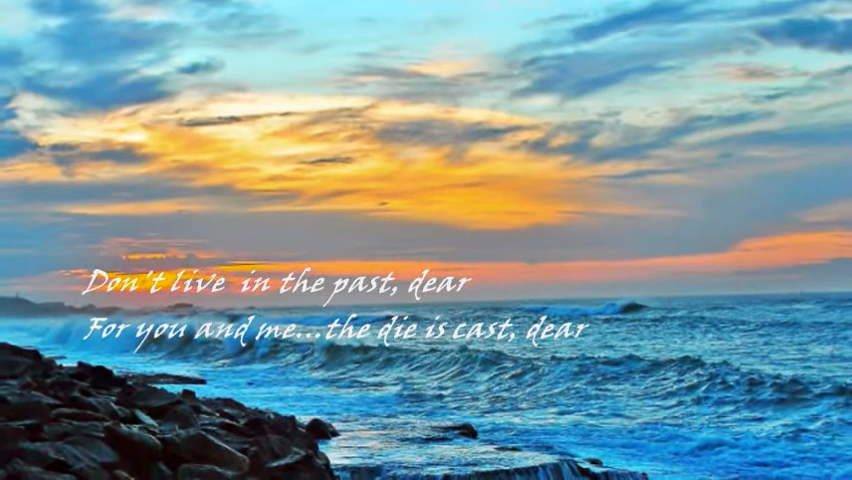 Don't live in the past, dear
For you and me...the die is cast, dear